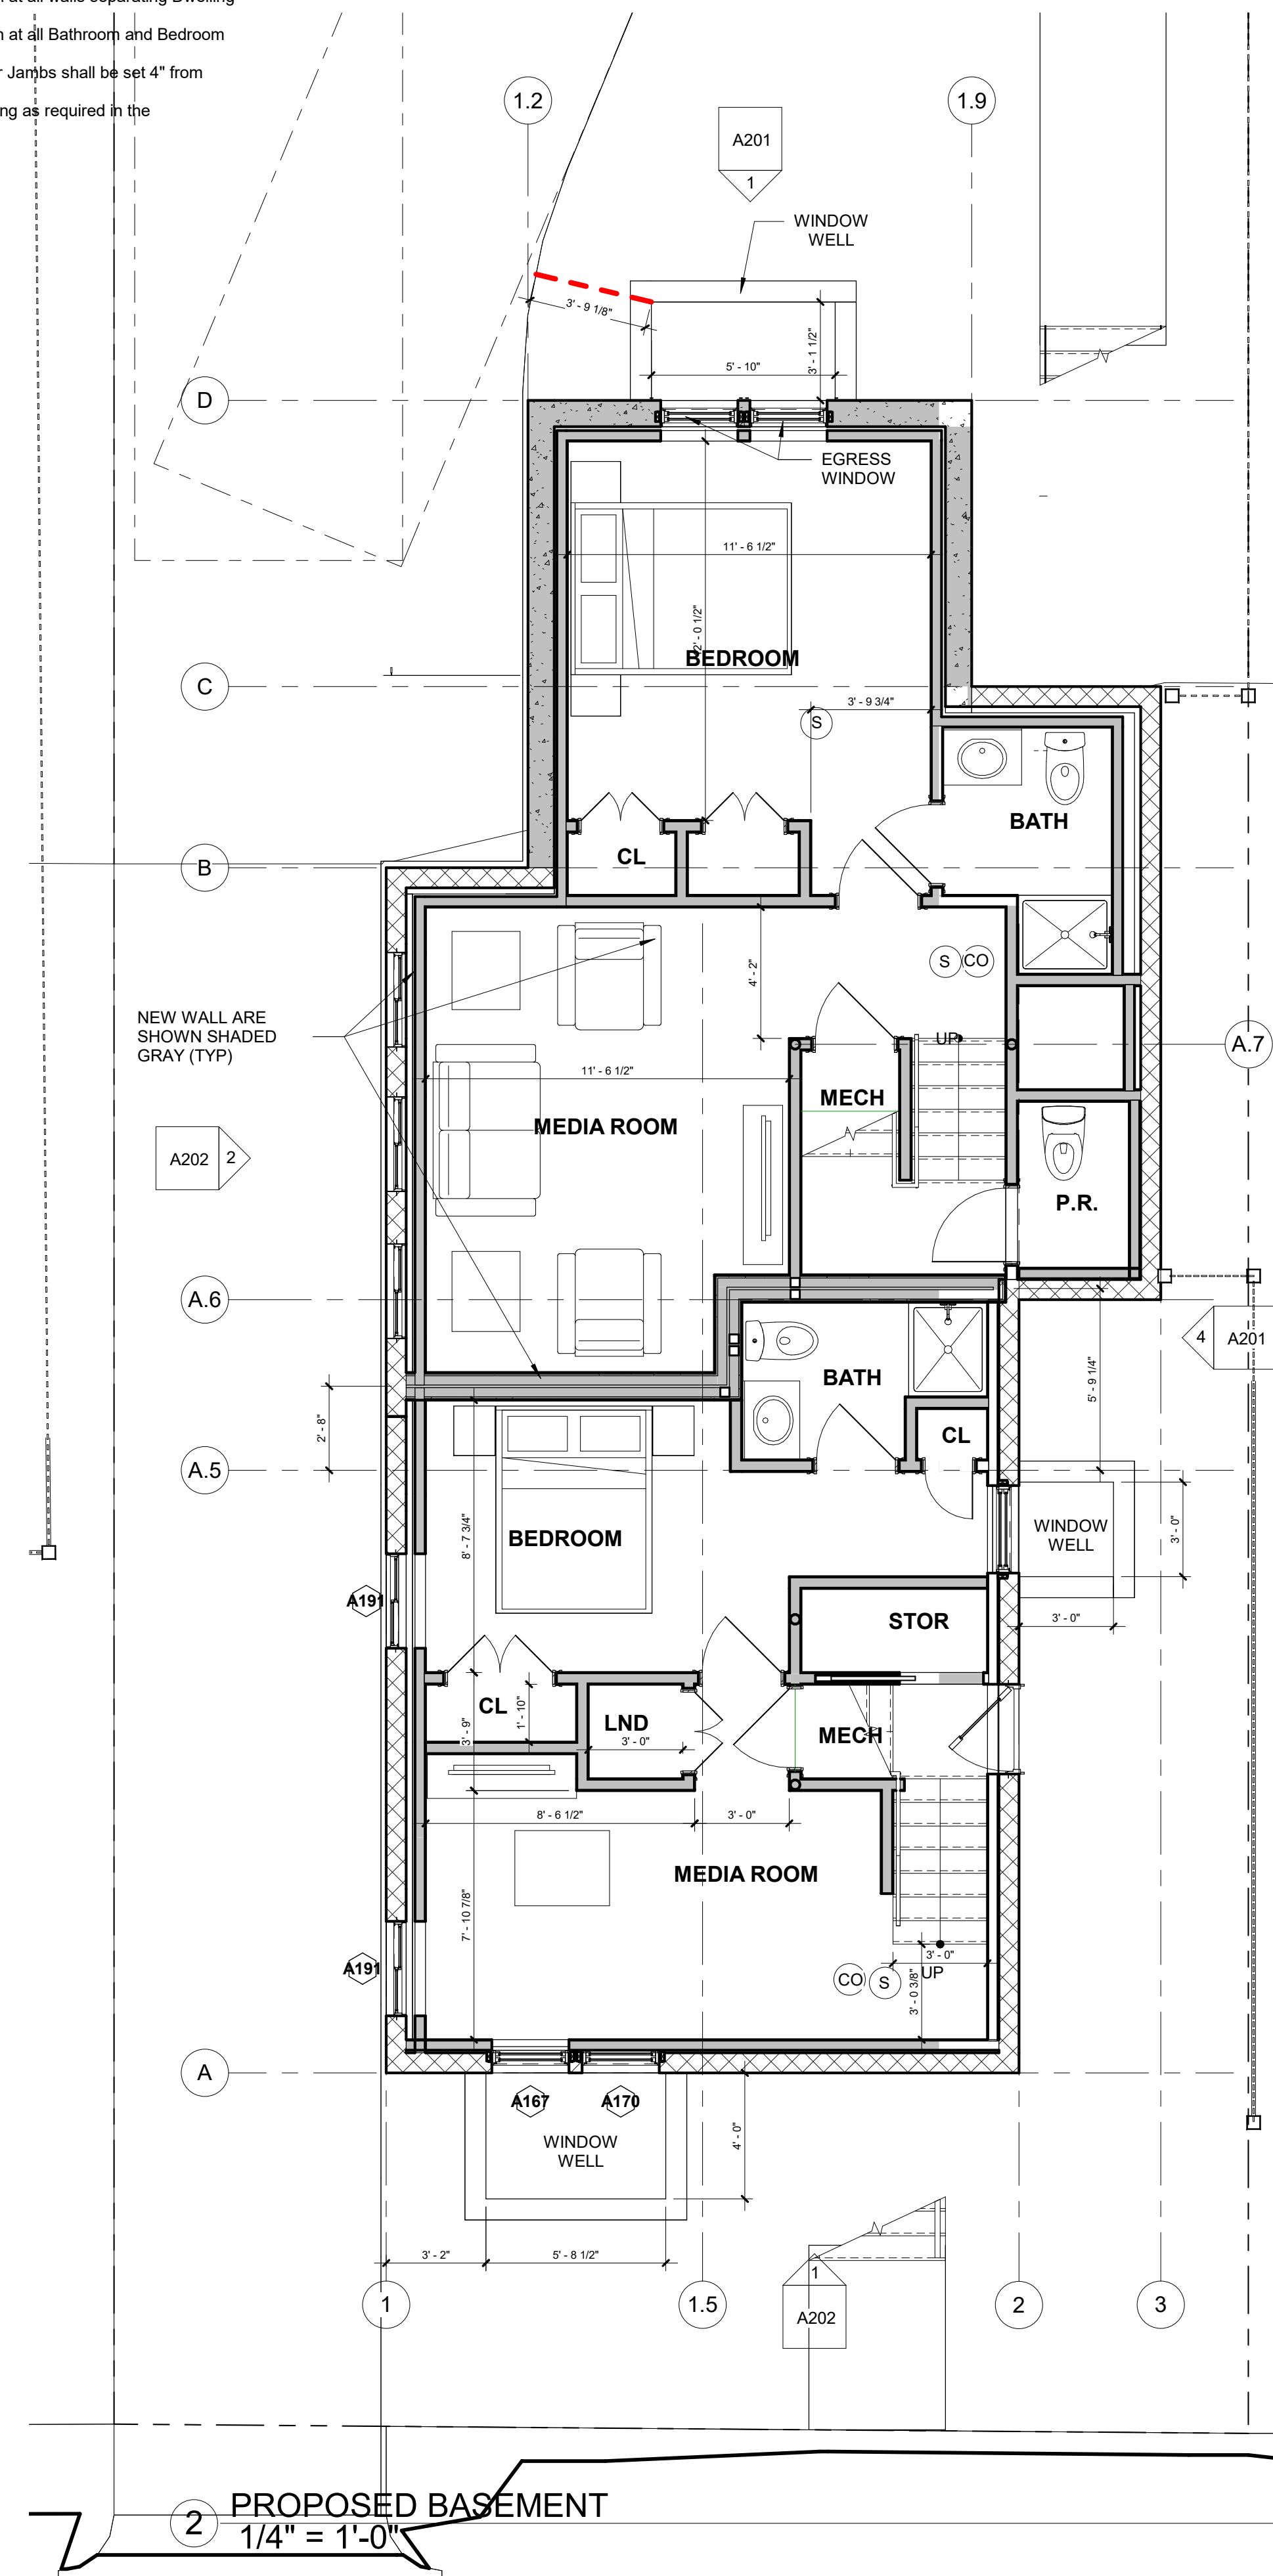 at all walls separating Dwelling
at all Bathroom and Bedroom
Jambs shall be set 4" from
as required in the
1.2
1.9
A201
1
WINDOW
WELL
3' - 9 1/8"
3' - 1 1/2"
5' - 10"
D
EGRESS
WINDOW
11' - 6 1/2"
2' - 0 1/2"
BEDROOM
C
3' - 9 3/4"
S
BATH
CL
B
4' - 2"
S
CO
NEW WALL ARE
SHOWN SHADED
GRAY (TYP)
UP
A.7
11' - 6 1/2"
MECH
MEDIA ROOM
A202
2
P.R.
A.6
4
A201
BATH
5' - 9 1/4"
2' - 8"
CL
A.5
8' - 7 3/4"
BEDROOM
WINDOW
WELL
3' - 0"
A191
STOR
3' - 0"
CL
1' - 10"
3' - 9"
LND
3' - 0"
MECH
8' - 6 1/2"
3' - 0"
MEDIA ROOM
7' - 10 7/8"
A191
CO
S
3' - 0"
UP
3' - 0 3/8"
A
A167
A170
WINDOW
WELL
4' - 0"
3' - 2"
5' - 8 1/2"
1
1.5
2
3
1
A202
2
PROPOSED BASEMENT
1/4" = 1'-0"